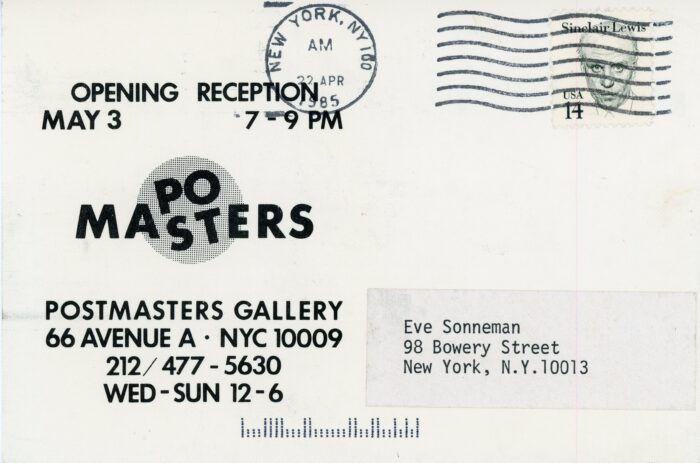 NEW YORK, NY 100
AM
22 APR
1985
Sinclair Lewis
USA
14
OPENING RECEPTION
MAY 3 7-9 PM
PO
MASTERS
POSTMASTERS GALLERY
66 AVENUE A · NYC 10009
212/477-5630
WED-SUN 12-6
Eve Sonneman
98 Bowery Street
New York, N.Y.10013